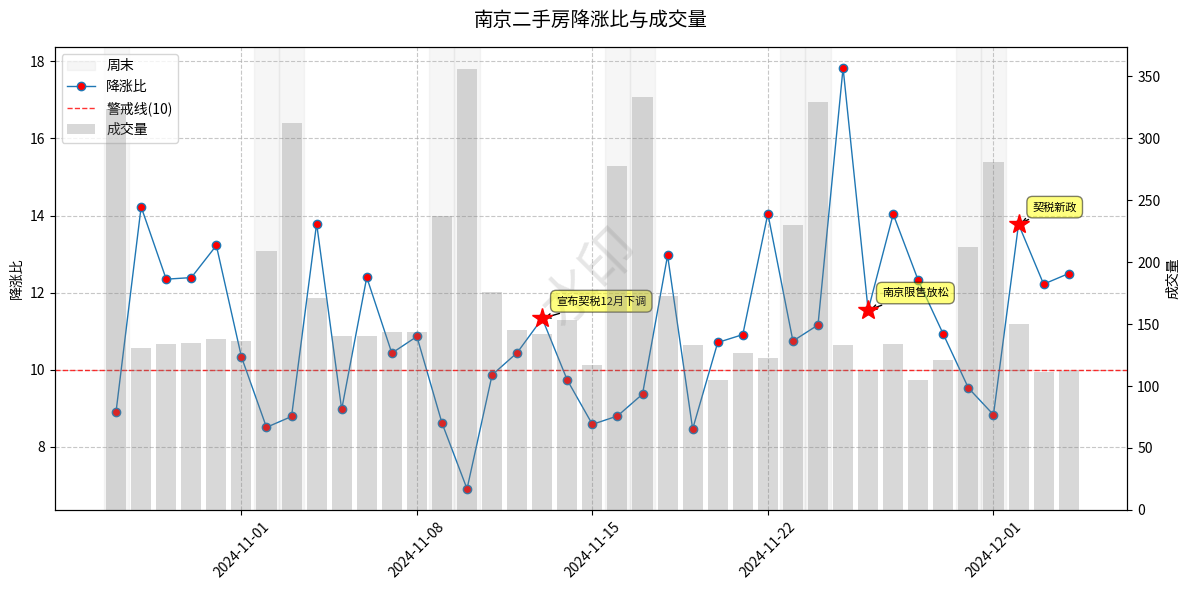 南京二手房降涨比与成交量
周末
降涨比
警戒线(10)
成交量
18
16
14
12
10
8
降涨比
350
300
250
200
150
100
50
0
成交量
契税新政
南京限售放松
宣布契税12月下调
水印
2024-11-01
2024-11-08
2024-11-15
2024-11-22
2024-12-01